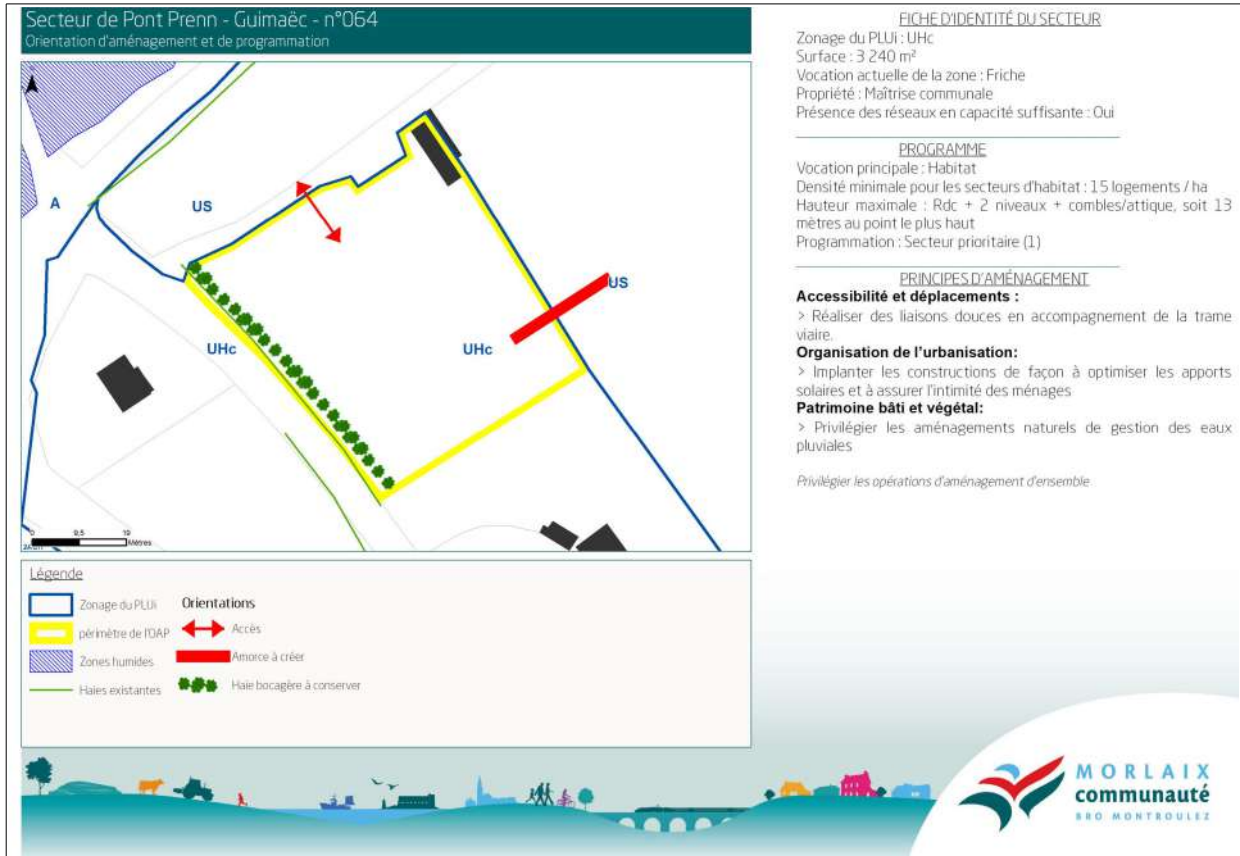 Secteur de Pont Prenn - Guimaëc - n°064
Orientation d'aménagement et de programmation
A
US
US
UHc
UHc
0 9,5 19
Mètres
Légende
Zonage du PLUi
périmètre de l'OAP
Zones humides
Haies existantes
Orientations
Accès
Amorce à créer
Haie bocagère à conserver
FICHE D'IDENTITÉ DU SECTEUR
Zonage du PLUi : UHc
Surface : 3 240 m²
Vocation actuelle de la zone : Friche
Propriété : Maîtrise communale
Présence des réseaux en capacité suffisante : Oui
PROGRAMME
Vocation principale : Habitat
Densité minimale pour les secteurs d'habitat : 15 logements / ha
Hauteur maximale : Rdc + 2 niveaux + combles/attique, soit 13
mètres au point le plus haut
Programmation : Secteur prioritaire (1)
PRINCIPES D'AMÉNAGEMENT
Accessibilité et déplacements :
> Réaliser des liaisons douces en accompagnement de la trame
viaire.
Organisation de l'urbanisation:
> Implanter les constructions de façon à optimiser les apports
solaires et à assurer l'intimité des ménages
Patrimoine bâti et végétal:
> Privilégier les aménagements naturels de gestion des eaux
pluviales
Privilégier les opérations d'aménagement d'ensemble
MORLAIX
communauté
BRO MONTROULEZ